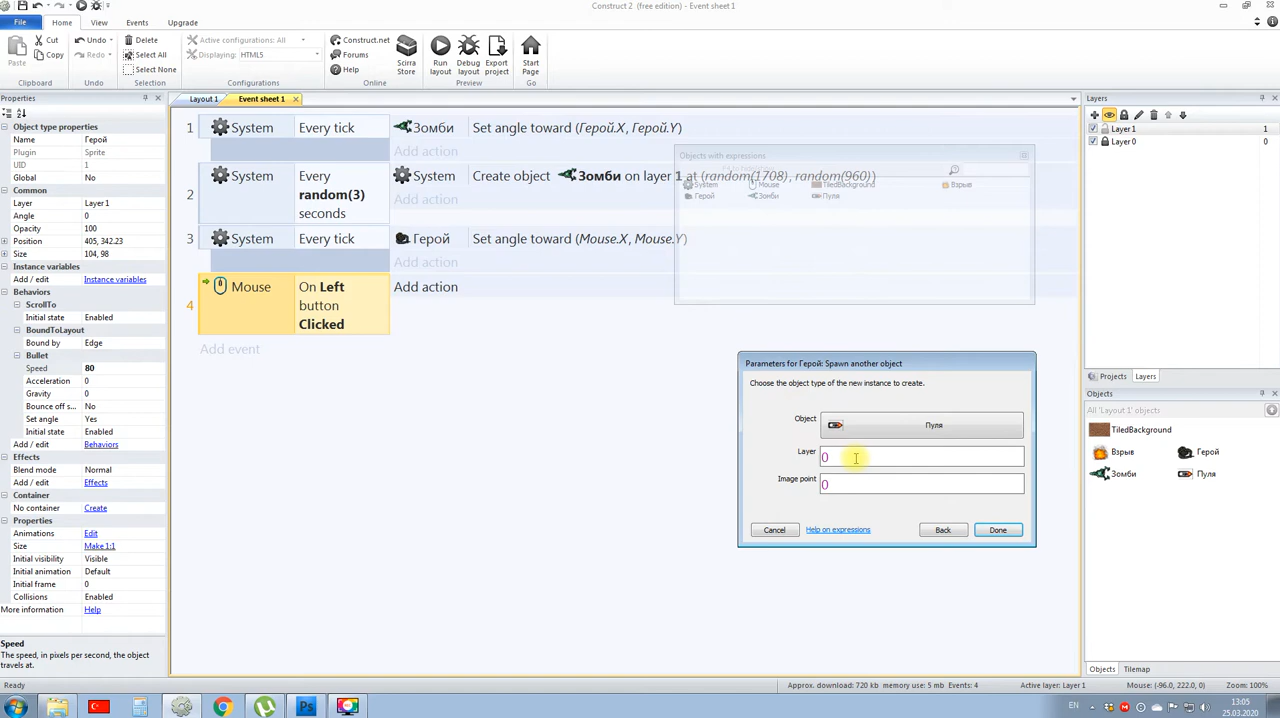 Construct 2 (free edition) - Event sheet 1
File Home View Events Upgrade
Paste
Cut
Copy
Clipboard
Undo
Redo
Undo
Delete
Select All
Select None
Selection
Active configurations: All
Displaying: HTML5
Configurations
Construct.net
Forums
Help
Scirra Store
Online
Run layout
Debug layout
Export project
Preview
Start Page
Go
Properties
Object type properties
Name Герой
Plugin Sprite
UID 1
Global No
Common
Layer Layer 1
Angle 0
Opacity 100
Position 405, 342.23
Size 104, 98
Instance variables
Add / edit Instance variables
Behaviors
ScrollTo
Initial state Enabled
BoundToLayout
Bound by Edge
Bullet
Speed 80
Acceleration 0
Gravity 0
Bounce off s... No
Set angle Yes
Initial state Enabled
Add / edit Behaviors
Effects
Blend mode Normal
Add / edit Effects
Container
No container Create
Properties
Animations Edit
Size Make 1:1
Initial visibility Visible
Initial animation Default
Initial frame 0
Collisions Enabled
More information Help
Speed
The speed, in pixels per second, the object
travels at.
Layout 1 Event sheet 1
1 System Every tick Зомби Set angle toward (Герой.X, Герой.Y)
Add action
2 System Every random(3) seconds System Create object Зомби on layer 1 at (random(1708), random(960))
Add action
3 System Every tick Герой Set angle toward (Mouse.X, Mouse.Y)
Add action
4 Mouse On Left button Clicked Add action
Add event
Objects with expressions
System Mouse TiledBackground Взрыв
Герой Зомби Пуля
Parameters for Герой: Spawn another object
Choose the object type of the new instance to create.
Object Пуля
Layer 0
Image point 0
Cancel Help on expressions Back Done
Layers
Layer 1 1
Layer 0 0
Projects Layers
Objects
All 'Layout 1' objects
TiledBackground
Взрыв Герой
Зомби Пуля
Objects Tilemap
Ready Approx. download: 720 kb memory use: 5 mb Events: 4 Active layer: Layer 1 Mouse: (-96.0, 222.0, 0) Zoom: 100%
Ps
EN
13:05
25.03.2020